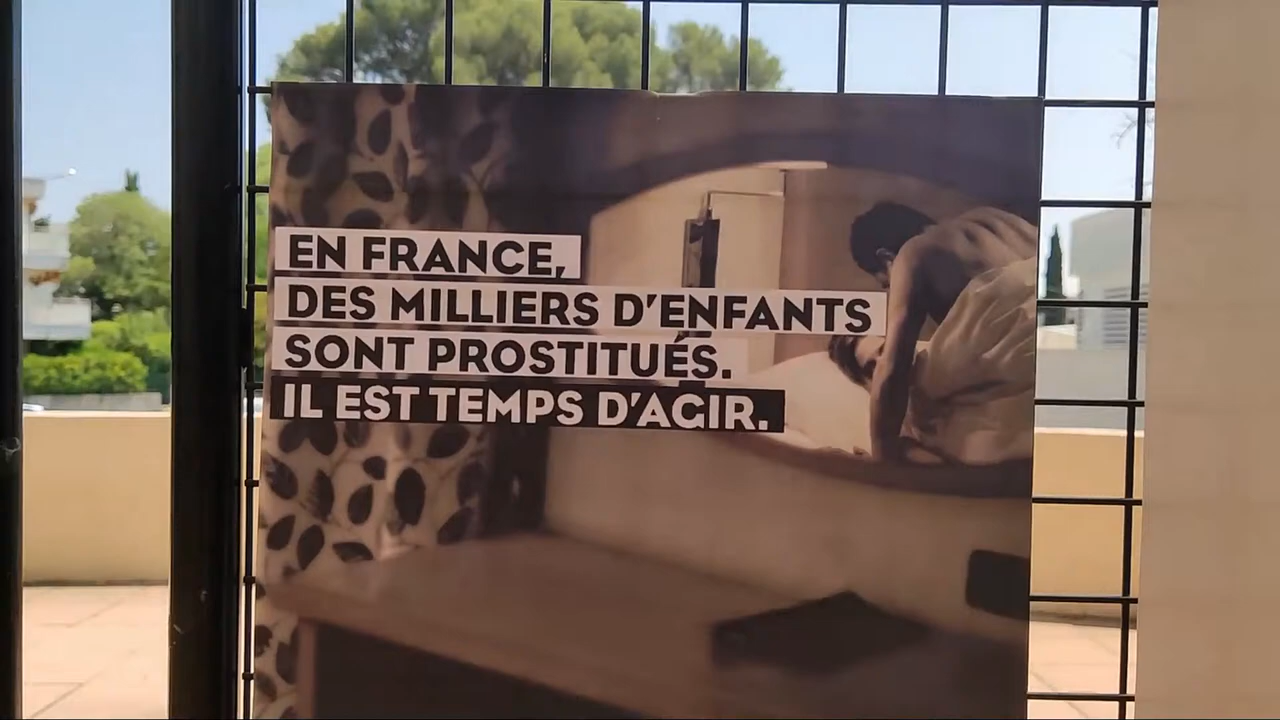 EN FRANCE,
DES MILLIERS D'ENFANTS
SONT PROSTITUÉS.
IL EST TEMPS D'AGIR.